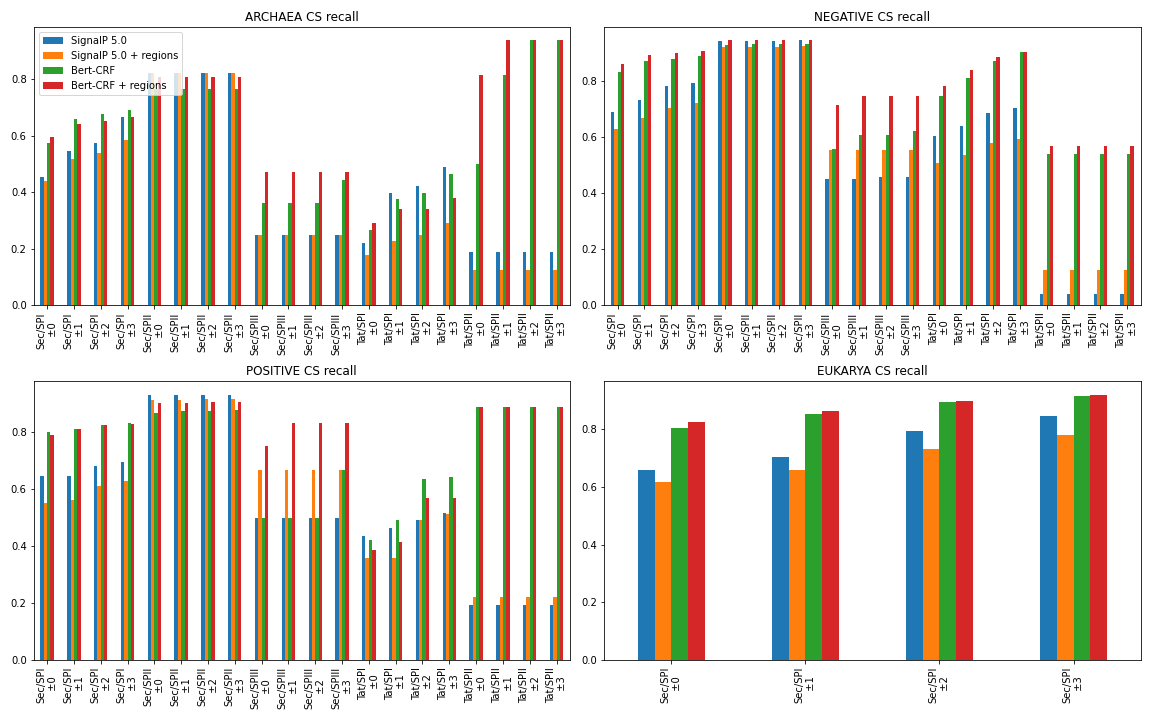 ARCHAEA CS recall
SignalP 5.0
SignalP 5.0 + regions
Bert-CRF
Bert-CRF + regions
0.8
0.6
0.4
0.2
0.0
Sec/SPI ±0
Sec/SPI ±1
Sec/SPI ±2
Sec/SPI ±3
Sec/SPII ±0
Sec/SPII ±1
Sec/SPII ±2
Sec/SPII ±3
Sec/SPIII ±0
Sec/SPIII ±1
Sec/SPIII ±2
Sec/SPIII ±3
Tat/SPI ±0
Tat/SPI ±1
Tat/SPI ±2
Tat/SPI ±3
Tat/SPII ±0
Tat/SPII ±1
Tat/SPII ±2
Tat/SPII ±3
NEGATIVE CS recall
0.8
0.6
0.4
0.2
0.0
Sec/SPI ±0
Sec/SPI ±1
Sec/SPI ±2
Sec/SPI ±3
Sec/SPII ±0
Sec/SPII ±1
Sec/SPII ±2
Sec/SPII ±3
Sec/SPIII ±0
Sec/SPIII ±1
Sec/SPIII ±2
Sec/SPIII ±3
Tat/SPI ±0
Tat/SPI ±1
Tat/SPI ±2
Tat/SPI ±3
Tat/SPII ±0
Tat/SPII ±1
Tat/SPII ±2
Tat/SPII ±3
POSITIVE CS recall
0.8
0.6
0.4
0.2
0.0
Sec/SPI ±0
Sec/SPI ±1
Sec/SPI ±2
Sec/SPI ±3
Sec/SPII ±0
Sec/SPII ±1
Sec/SPII ±2
Sec/SPII ±3
Sec/SPIII ±0
Sec/SPIII ±1
Sec/SPIII ±2
Sec/SPIII ±3
Tat/SPI ±0
Tat/SPI ±1
Tat/SPI ±2
Tat/SPI ±3
Tat/SPII ±0
Tat/SPII ±1
Tat/SPII ±2
Tat/SPII ±3
EUKARYA CS recall
0.8
0.6
0.4
0.2
0.0
Sec/SPI ±0
Sec/SPI ±1
Sec/SPI ±2
Sec/SPI ±3